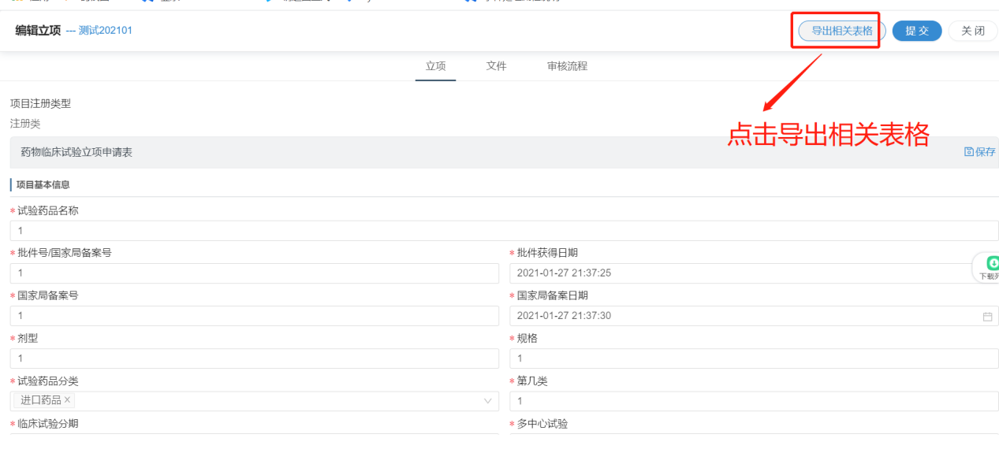 编辑立项 --- 测试202101
导出相关表格
提 交
关 闭
立项
文件
审核流程
项目注册类型
注册类
点击导出相关表格
药物临床试验立项申请表
保存
项目基本信息
* 试验药品名称
1
* 批件号/国家局备案号
* 批件获得日期
1
2021-01-27 21:37:25
* 国家局备案号
* 国家局备案日期
1
2021-01-27 21:37:30
* 剂型
* 规格
1
1
* 试验药品分类
* 第几类
进口药品 ×
1
* 临床试验分期
* 多中心试验
下载